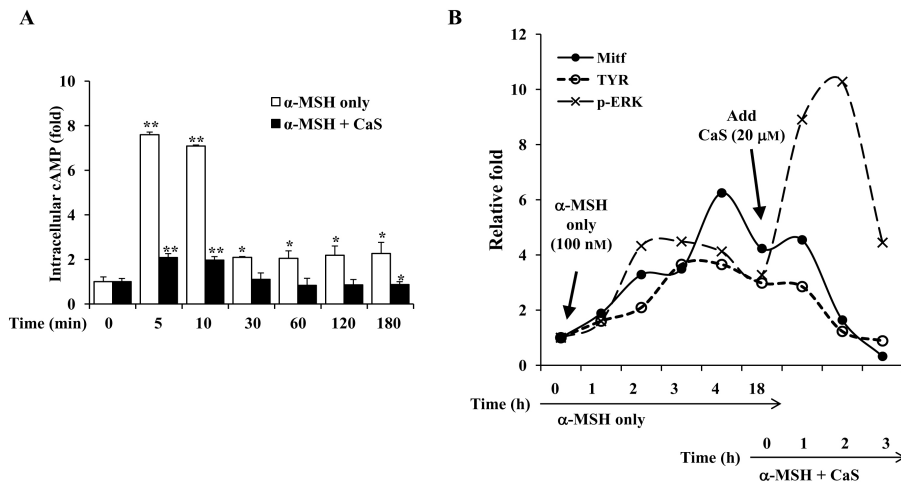 A
10
8
6
4
2
0
Intracellular cAMP (fold)
α-MSH only
α-MSH + CaS
**
**
**
**
*
*
*
*
*
Time (min) 0 5 10 30 60 120 180
B
12
10
8
6
4
2
0
Relative fold
Mitf
TYR
p-ERK
Add
CaS (20 μM)
α-MSH
only
(100 nM)
0 1 2 3 4 18
Time (h)
α-MSH only
0 1 2 3
Time (h)
α-MSH + CaS